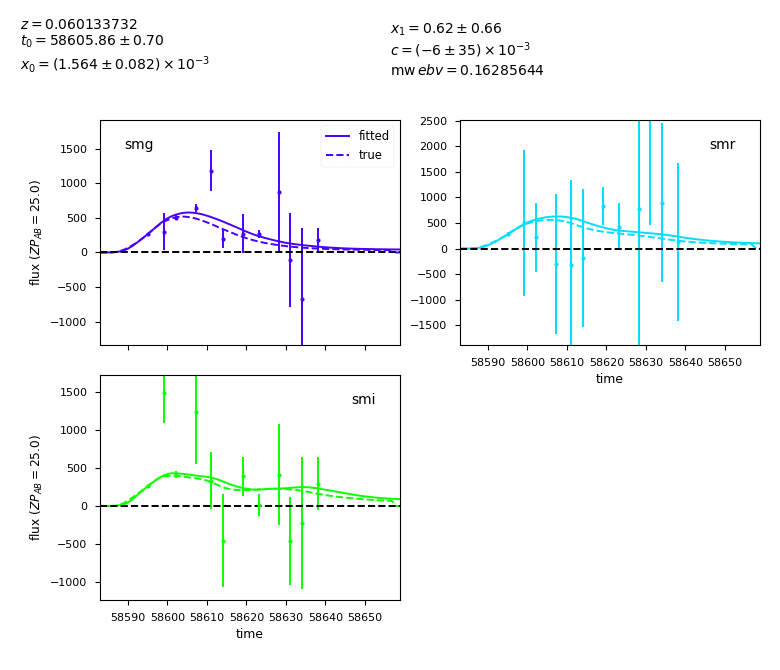 z = 0.060133732
t₀ = 58605.86 ± 0.70
x₀ = (1.564 ± 0.082) × 10⁻³
x₁ = 0.62 ± 0.66
c = (−6 ± 35) × 10⁻³
mw ebv = 0.16285644
smg
fitted
true
1500
1000
500
0
−500
−1000
flux (ZP_AB = 25.0)
smr
2500
2000
1500
1000
500
0
−500
−1000
−1500
58590 58600 58610 58620 58630 58640 58650
time
smi
1500
1000
500
0
−500
−1000
flux (ZP_AB = 25.0)
58590 58600 58610 58620 58630 58640 58650
time